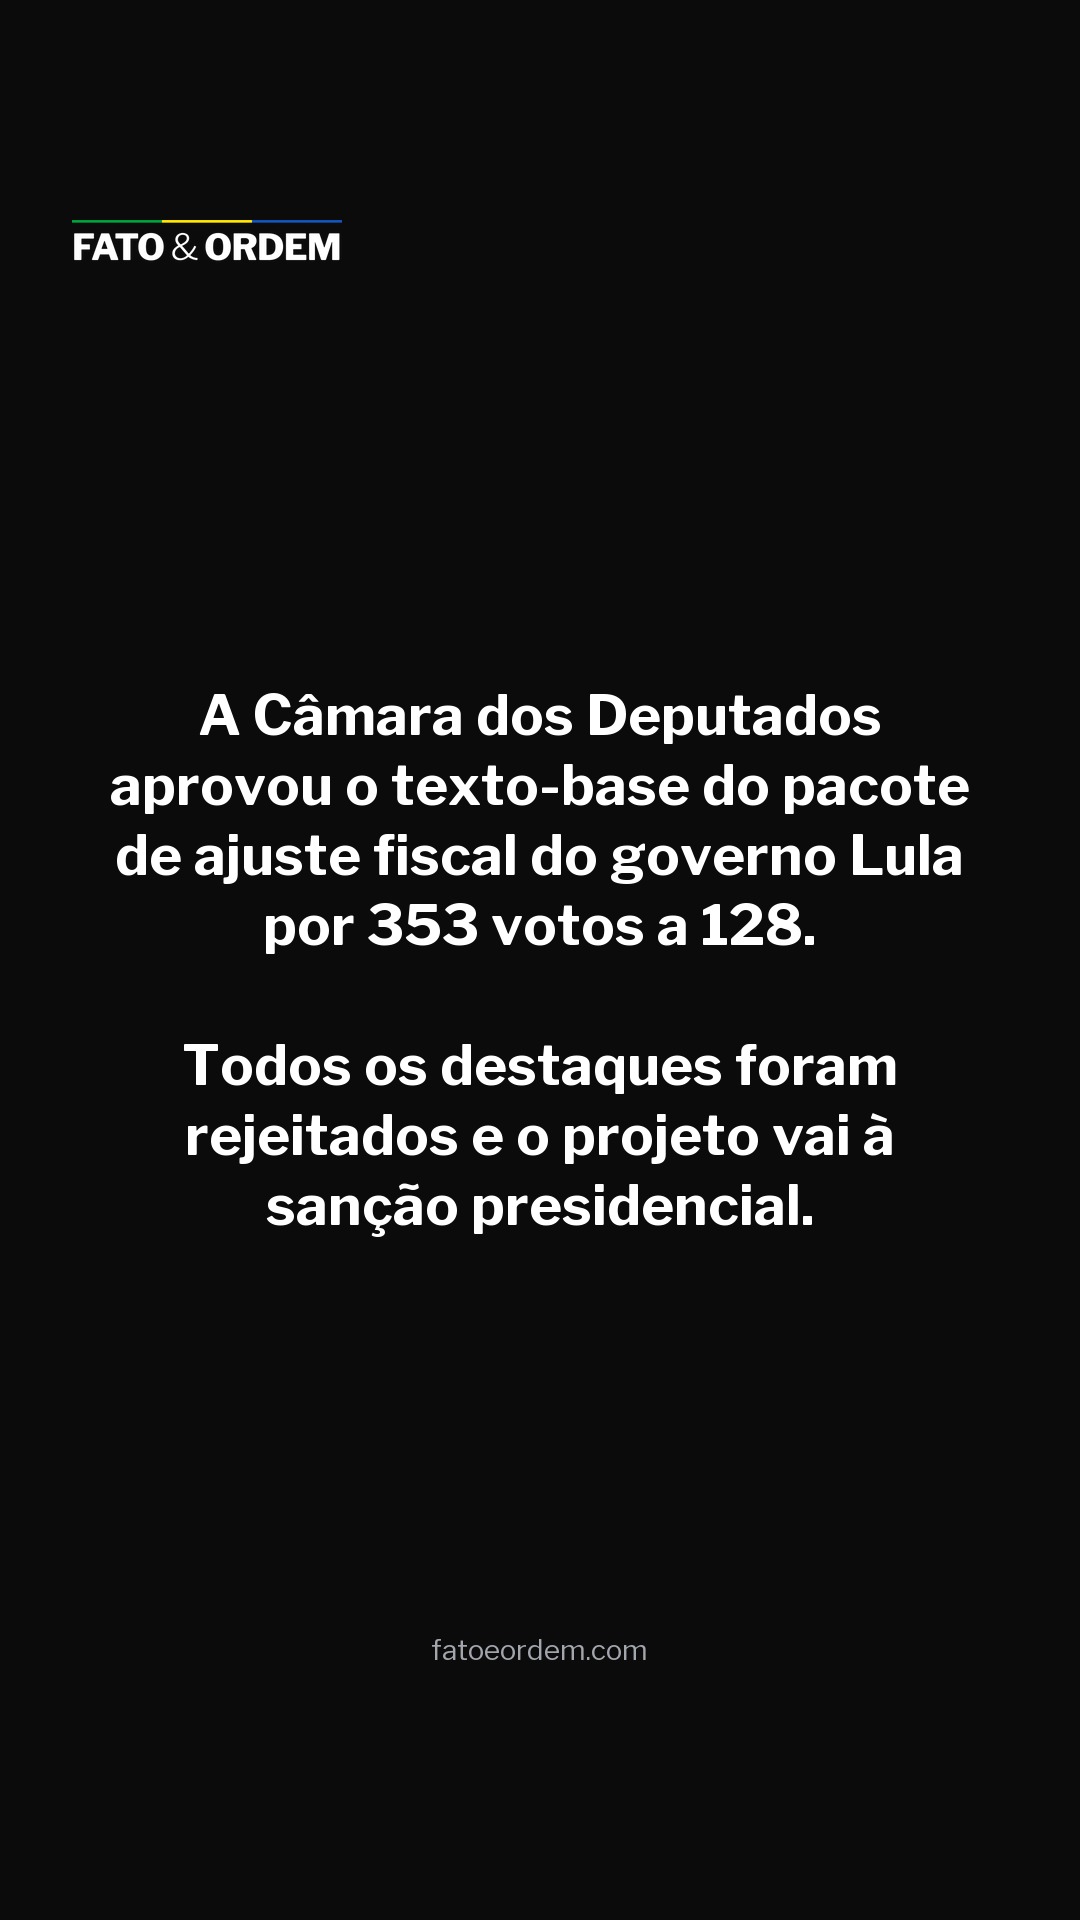 FATO & ORDEM
A Câmara dos Deputados
aprovou o texto-base do pacote
de ajuste fiscal do governo Lula
por 353 votos a 128.
Todos os destaques foram
rejeitados e o projeto vai à
sanção presidencial.
fatoeordem.com